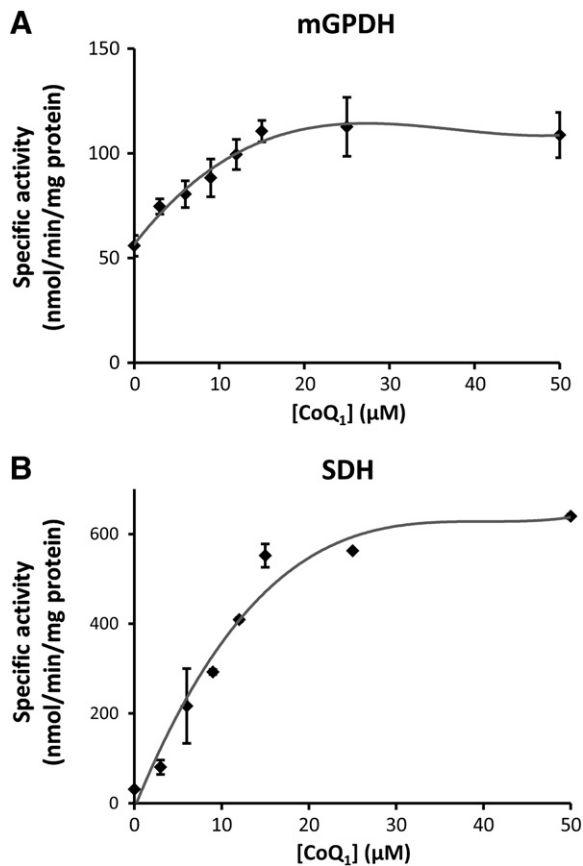 A
mGPDH
150
100
50
0
Specific activity
(nmol/min/mg protein)
0 10 20 30 40 50
[CoQ₁] (µM)
B
SDH
600
400
200
0
Specific activity
(nmol/min/mg protein)
0 10 20 30 40 50
[CoQ₁] (µM)